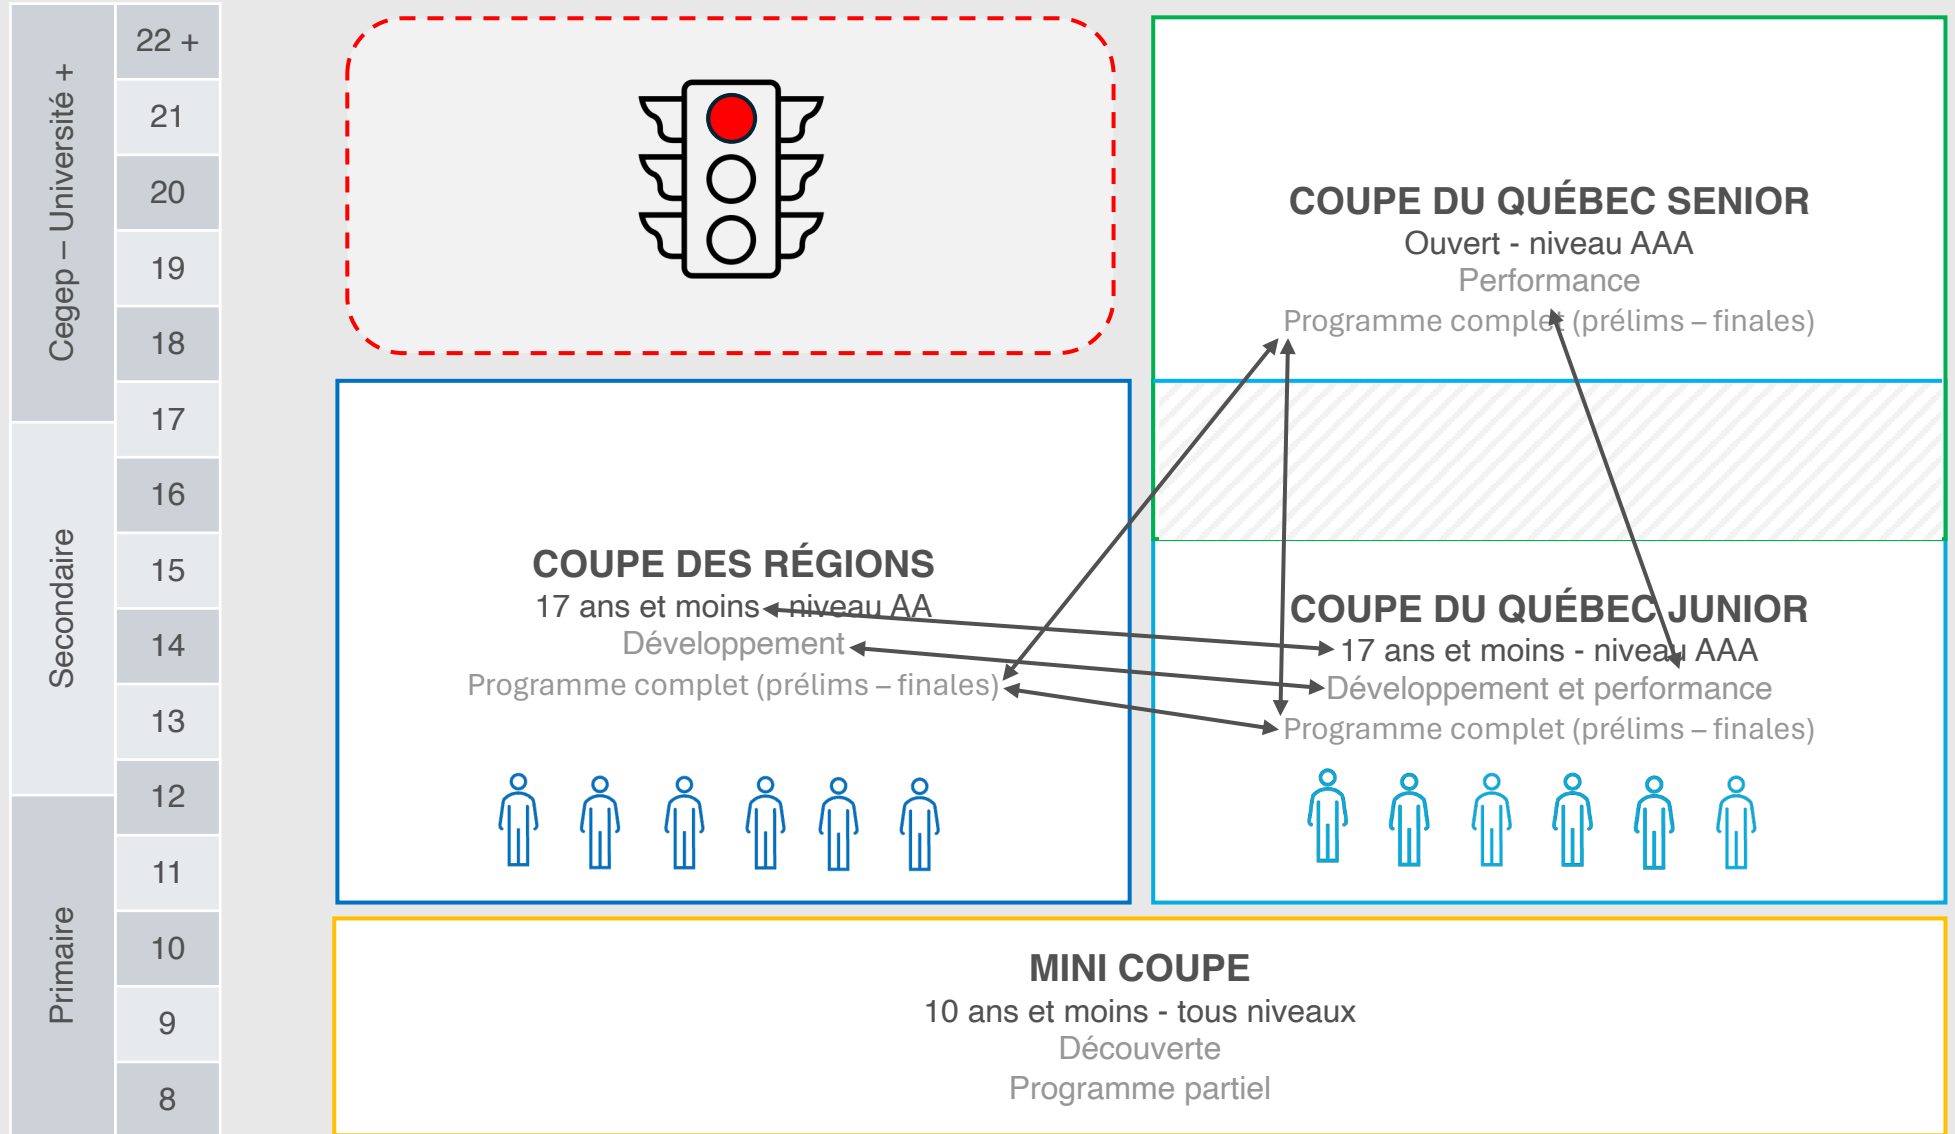 Cegep – Université +
Secondaire
Primaire
22 +
21
20
19
18
17
16
15
14
13
12
11
10
9
8
COUPE DU QUÉBEC SENIOR
Ouvert - niveau AAA
Performance
Programme complet (prélims – finales)
COUPE DES RÉGIONS
17 ans et moins - niveau AA
Développement
Programme complet (prélims – finales)
COUPE DU QUÉBEC JUNIOR
17 ans et moins - niveau AAA
Développement et performance
Programme complet (prélims – finales)
MINI COUPE
10 ans et moins - tous niveaux
Découverte
Programme partiel